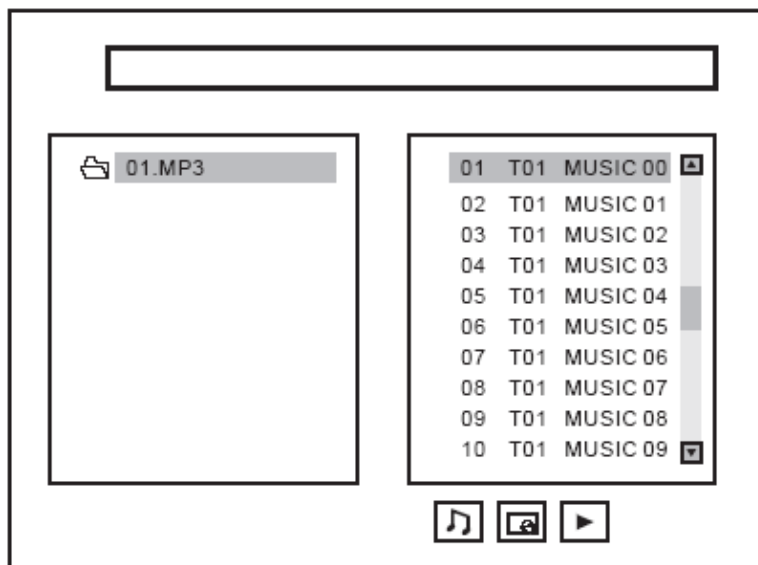 01.MP3
01 T01 MUSIC 00
02 T01 MUSIC 01
03 T01 MUSIC 02
04 T01 MUSIC 03
05 T01 MUSIC 04
06 T01 MUSIC 05
07 T01 MUSIC 06
08 T01 MUSIC 07
09 T01 MUSIC 08
10 T01 MUSIC 09